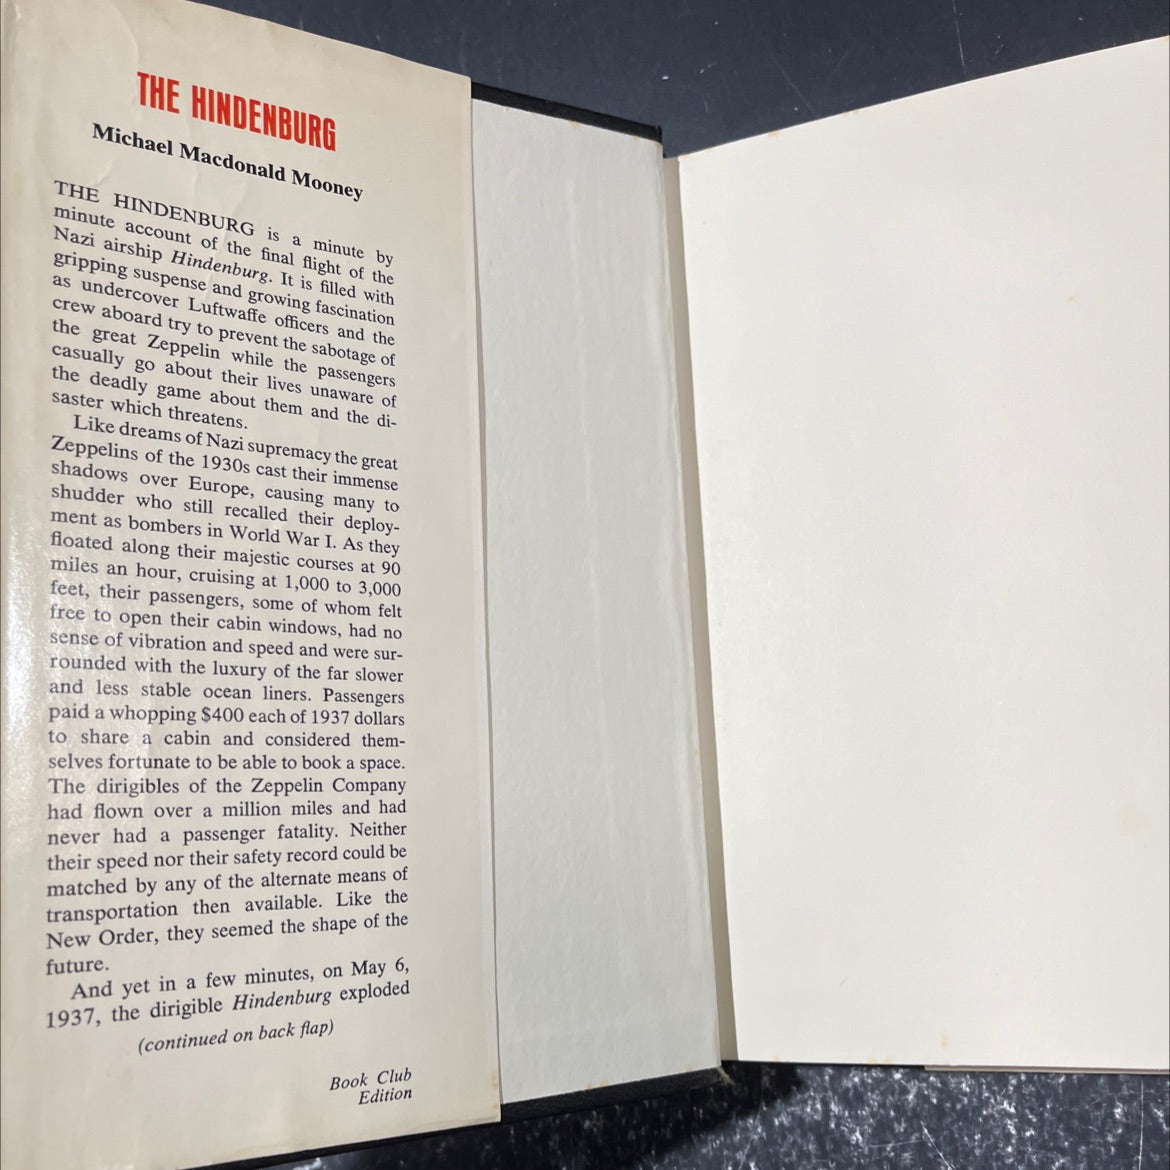 THE HINDENBURG
Michael Macdonald Mooney
THE HINDENBURG is a minute by
minute account of the final flight of the
Nazi airship Hindenburg. It is filled with
gripping suspense and growing fascination
as undercover Luftwaffe officers and the
crew aboard try to prevent the sabotage of
the great Zeppelin while the passengers
casually go about their lives unaware of
the deadly game about them and the di-
saster which threatens.
Like dreams of Nazi supremacy the great
Zeppelins of the 1930s cast their immense
shadows over Europe, causing many to
shudder who still recalled their deploy-
ment as bombers in World War I. As they
floated along their majestic courses at 90
miles an hour, cruising at 1,000 to 3,000
feet, their passengers, some of whom felt
free to open their cabin windows, had no
sense of vibration and speed and were sur-
rounded with the luxury of the far slower
and less stable ocean liners. Passengers
paid a whopping $400 each of 1937 dollars
to share a cabin and considered them-
selves fortunate to be able to book a space.
The dirigibles of the Zeppelin Company
had flown over a million miles and had
never had a passenger fatality. Neither
their speed nor their safety record could be
matched by any of the alternate means of
transportation then available. Like the
New Order, they seemed the shape of the
future.
And yet in a few minutes, on May 6,
1937, the dirigible Hindenburg exploded
(continued on back flap)
Book Club
Edition